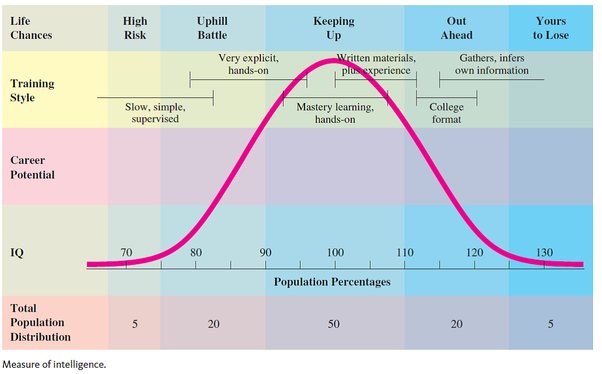 Life
Chances
High
Risk
Uphill
Battle
Keeping
Up
Out
Ahead
Yours
to Lose
Training
Style
Very explicit,
hands-on
Written materials,
plus experience
Gathers, infers
own information
Slow, simple,
supervised
Mastery learning,
hands-on
College
format
Career
Potential
IQ
70 80 90 100 110 120 130
Population Percentages
Total
Population
Distribution
5 20 50 20 5
Measure of intelligence.